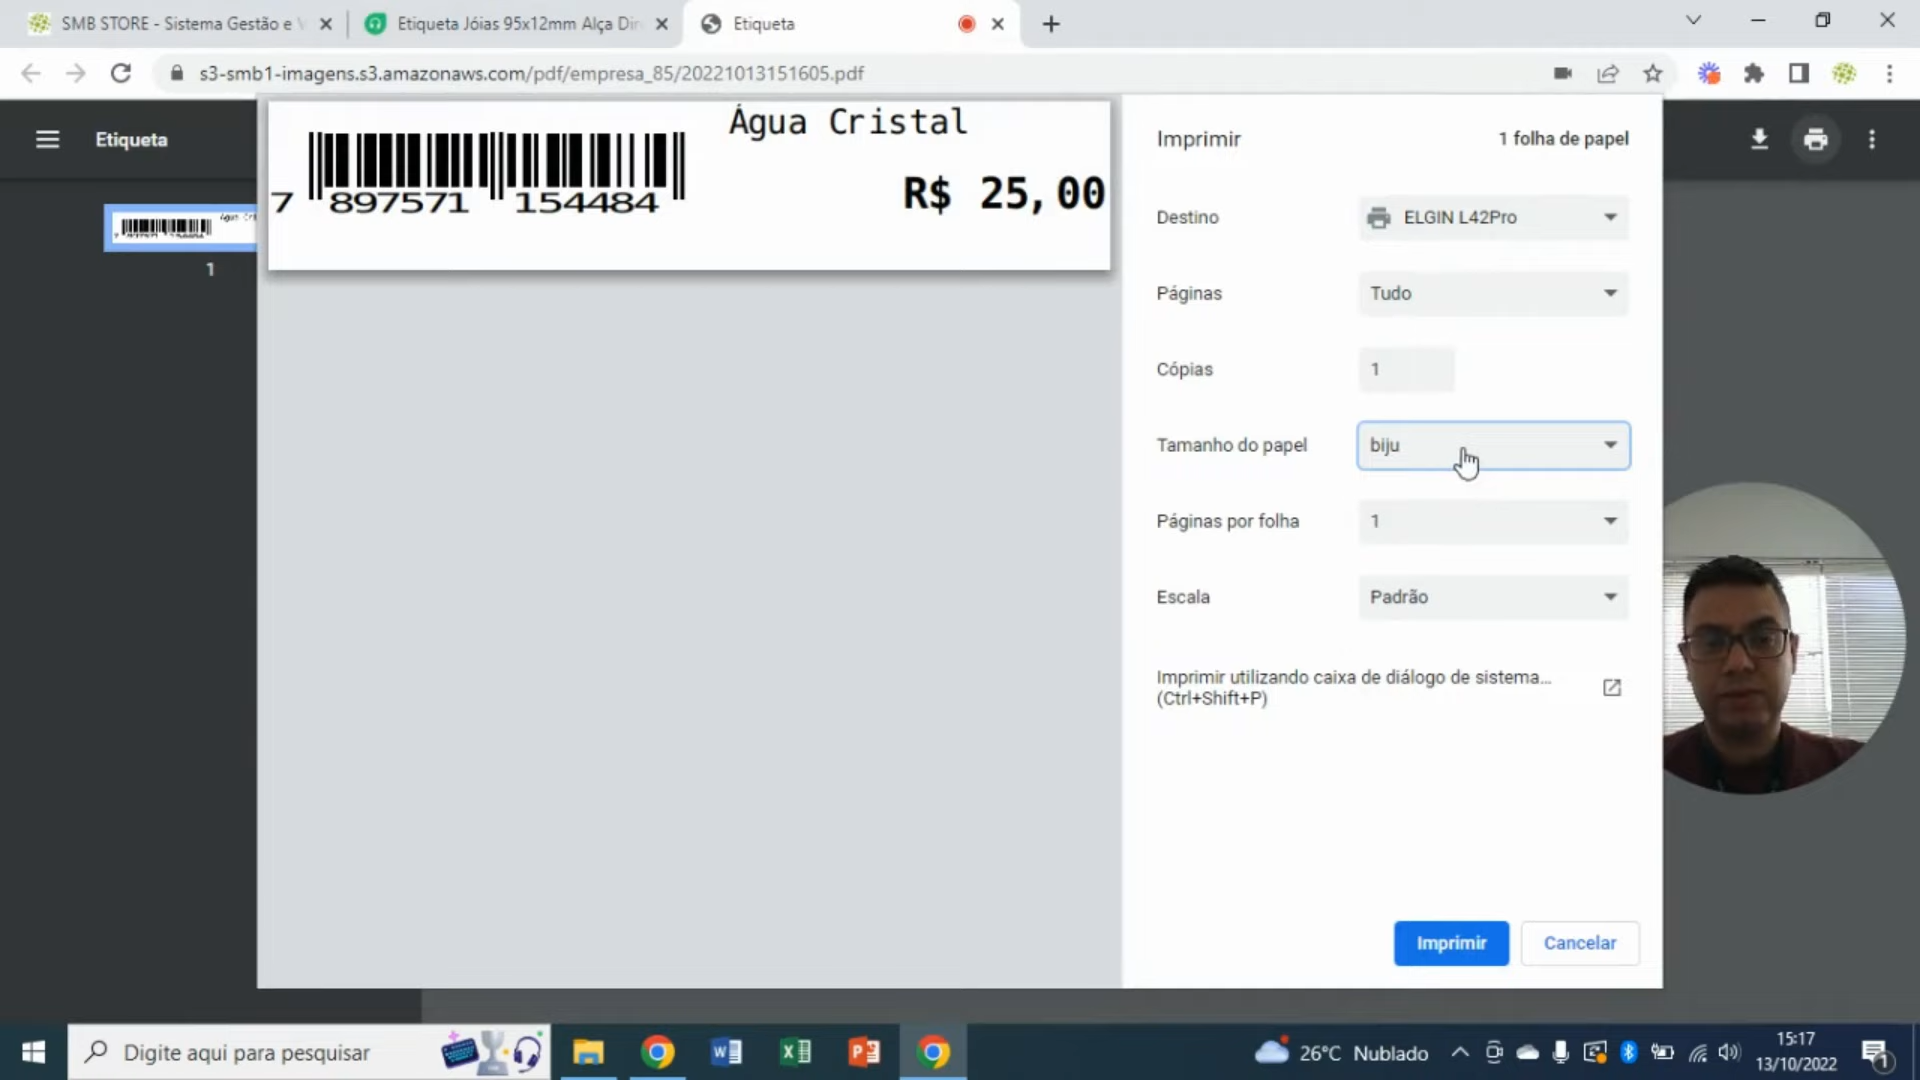 SMB STORE - Sistema Gestão e V
Etiqueta Jóias 95x12mm Alça Dir
Etiqueta
s3-smb1-imagens.s3.amazonaws.com/pdf/empresa_85/20221013151605.pdf
Etiqueta
1
Água Cristal
R$ 25,00
7 897571 154484
Imprimir
1 folha de papel
Destino
ELGIN L42Pro
Páginas
Tudo
Cópias
1
Tamanho do papel
biju
Páginas por folha
1
Escala
Padrão
Imprimir utilizando caixa de diálogo de sistema...
(Ctrl+Shift+P)
Imprimir
Cancelar
Digite aqui para pesquisar
26°C Nublado
15:17
13/10/2022
1